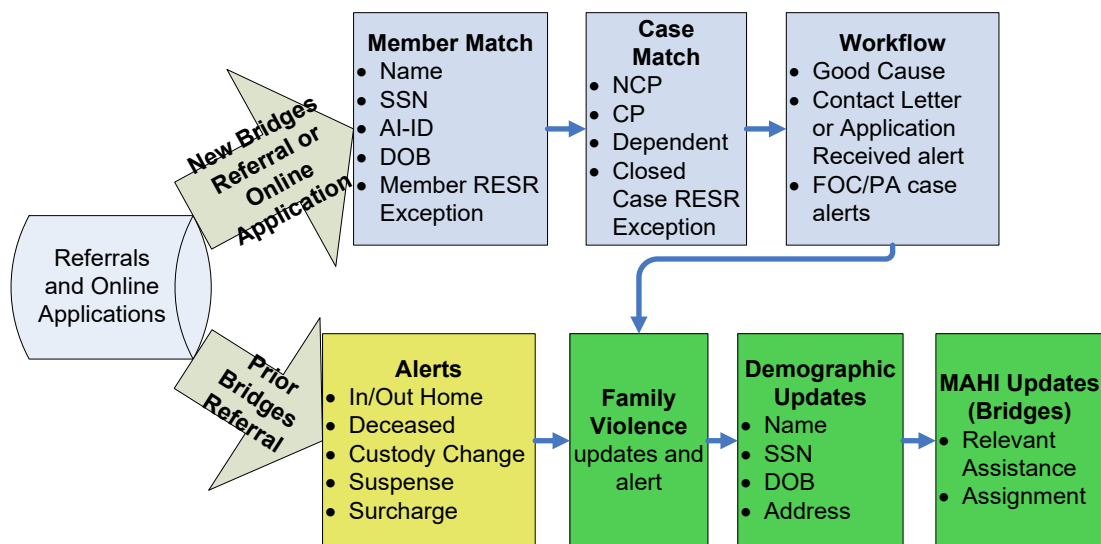 Referrals
and Online
Applications
New Bridges
Referral or
Online
Application
Member Match
• Name
• SSN
• AI-ID
• DOB
• Member RESR
Exception
Case
Match
• NCP
• CP
• Dependent
• Closed
Case RESR
Exception
Workflow
• Good Cause
• Contact Letter
or Application
Received alert
• FOC/PA case
alerts
Prior
Bridges
Referral
Alerts
• In/Out Home
• Deceased
• Custody Change
• Suspense
• Surcharge
Family
Violence
updates and
alert
Demographic
Updates
• Name
• SSN
• DOB
• Address
MAHI Updates
(Bridges)
• Relevant
Assistance
• Assignment